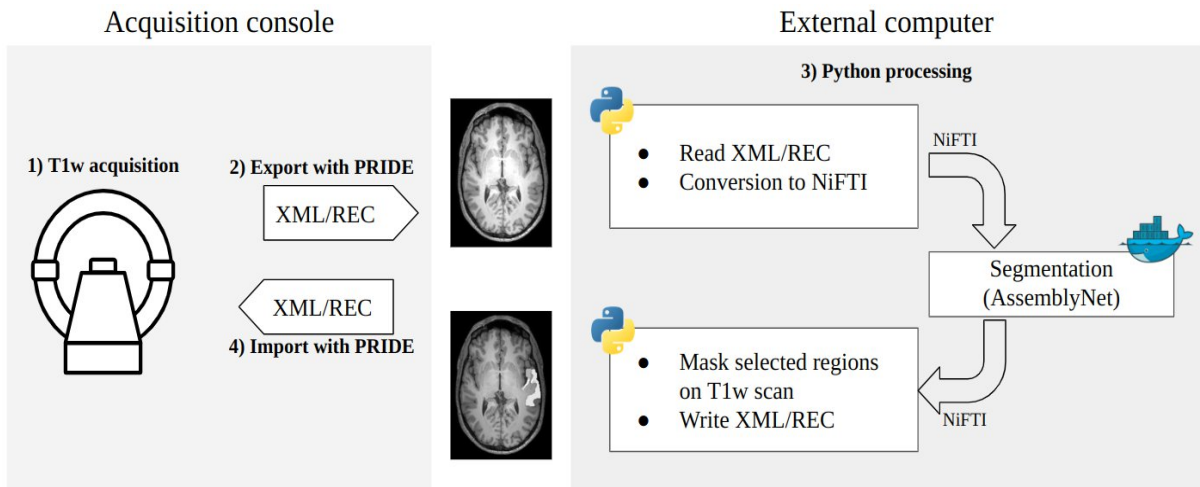 Acquisition console
External computer
1) T1w acquisition
2) Export with PRIDE
XML/REC
XML/REC
4) Import with PRIDE
3) Python processing
● Read XML/REC
● Conversion to NiFTI
NiFTI
Segmentation
(AssemblyNet)
NiFTI
● Mask selected regions
on T1w scan
● Write XML/REC